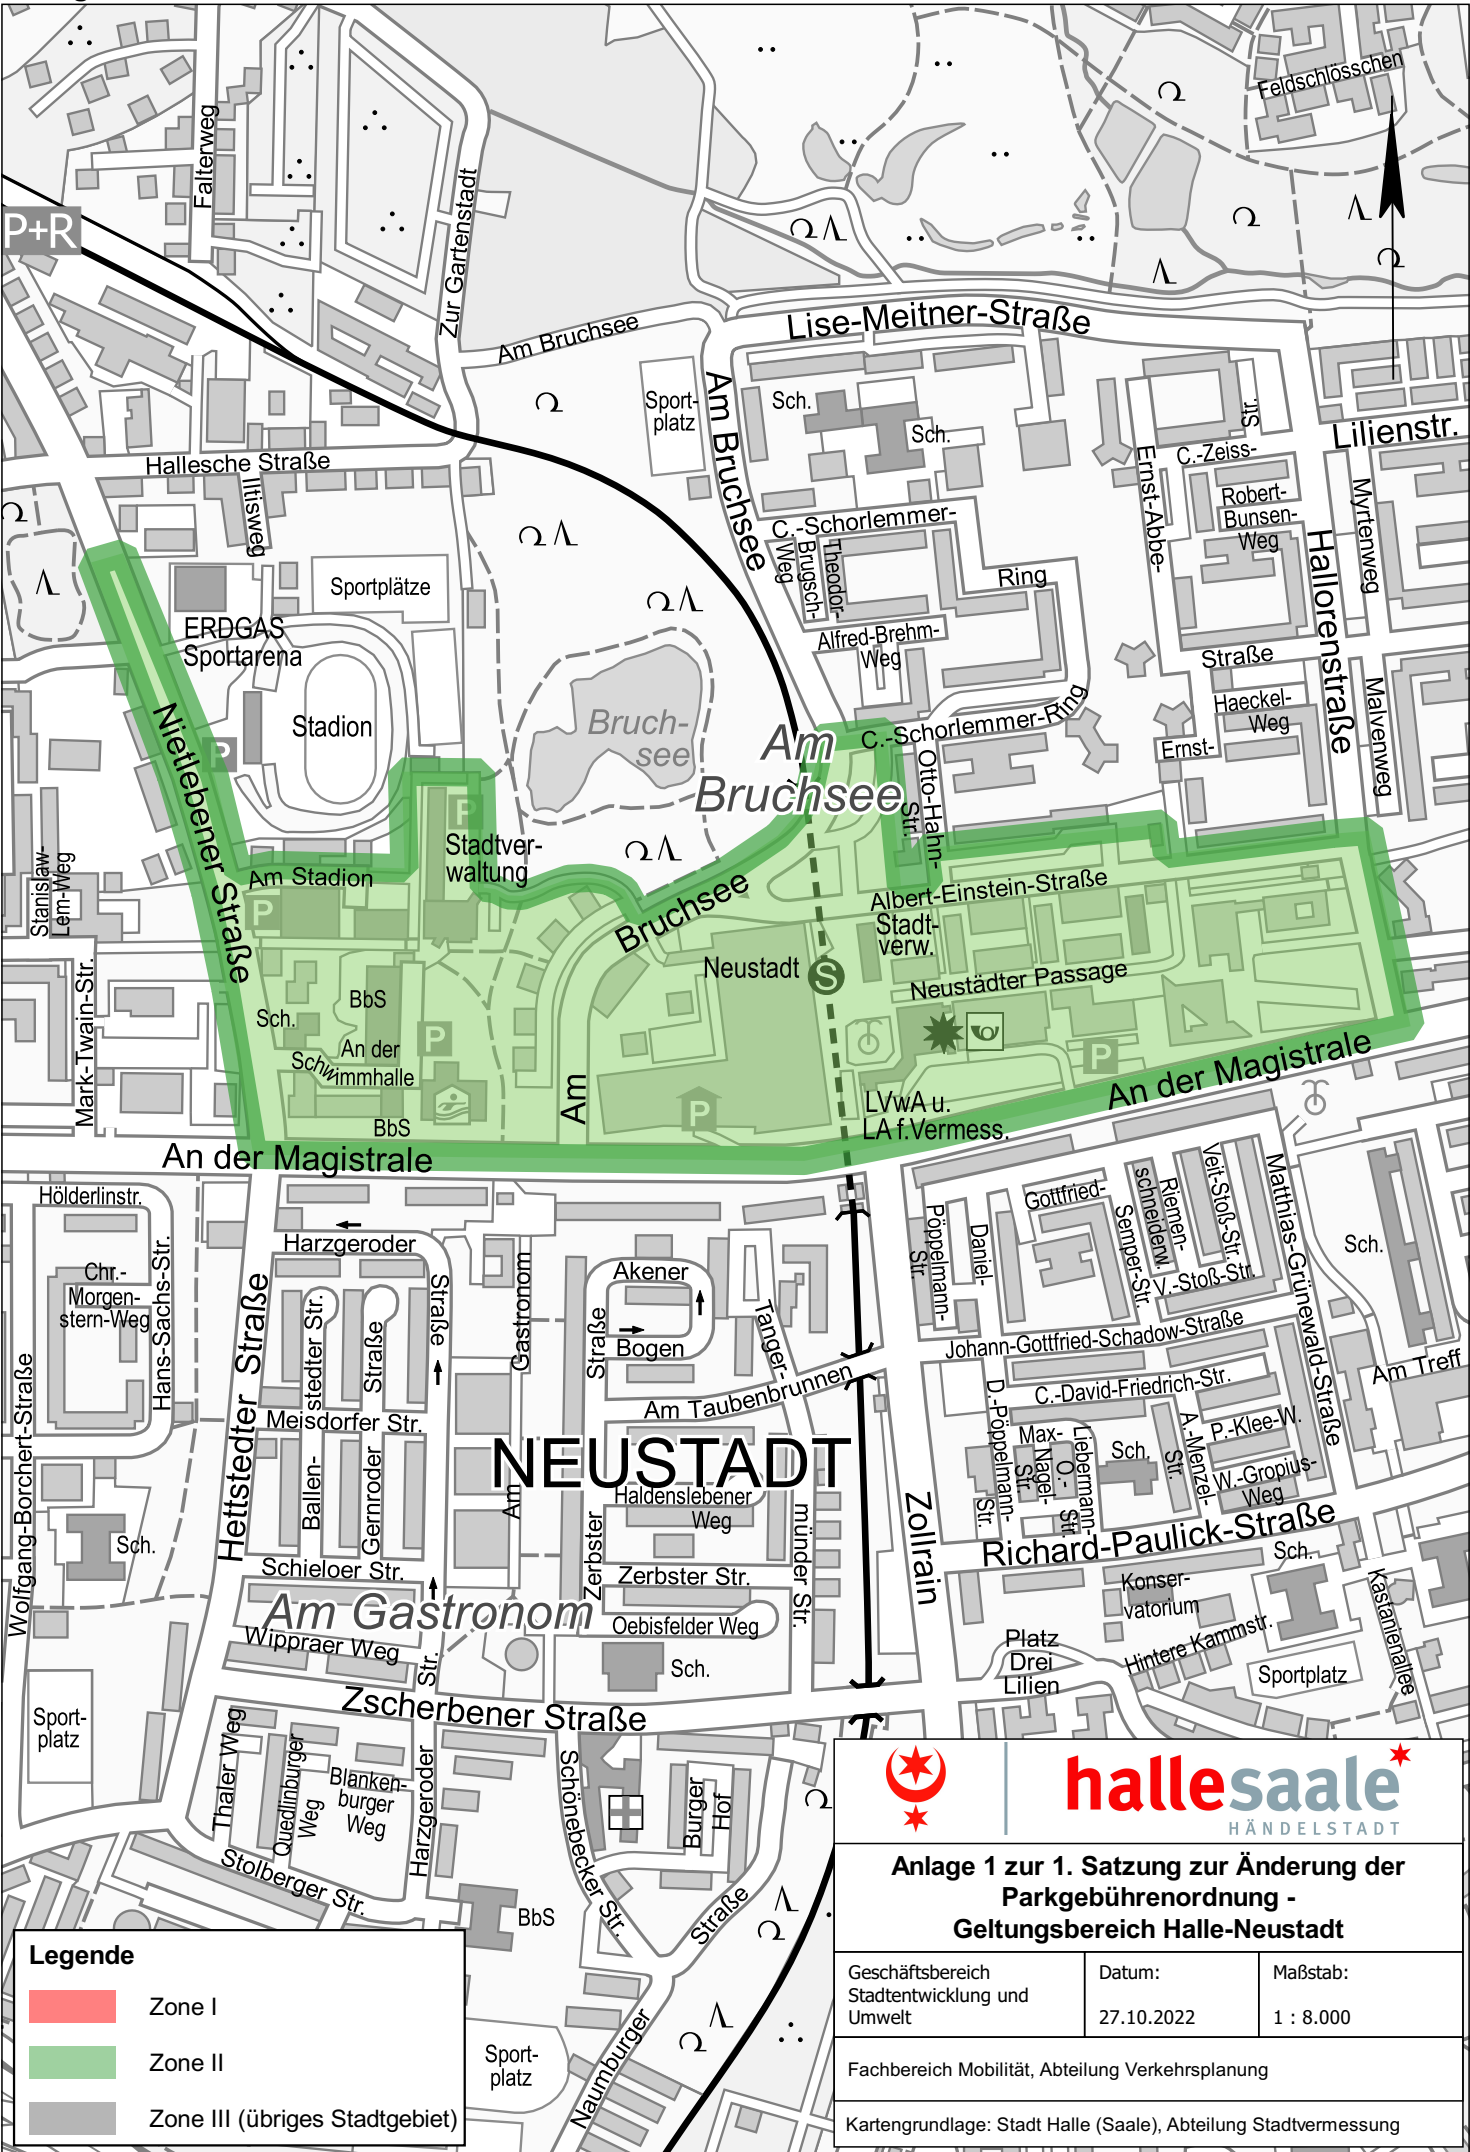 Feldschlösschen
Falterweg
P+R
Zur Gartenstadt
Am Bruchsee
Lise-Meitner-Straße
Sport-
platz
Am Bruchsee
Sch.
Sch.
Str.
Lilienstr.
C.-Zeiss-
Ernst-Abbe-
Hallesche Straße
Iltisweg
Robert-
Bunsen-
Weg
Myrtenweg
C.-Schorlemmer-
Ring
Brugsch-
Weg
Theodor-
Hallorenstraße
Sportplätze
ERDGAS
Sportarena
Alfred-Brehm-
Weg
Straße
Haeckel-
Weg
Malvenweg
Ernst-
Stadion
Bruch-
see
Am
Bruchsee
C.-Schorlemmer-Ring
Otto-Hahn-
Str.
P
P
Nietlebener Straße
Stadtver-
waltung
Am Stadion
Stanislaw-
Lem-Weg
P
Bruchsee
Albert-Einstein-Straße
Stadt-
verw.
Neustadt
S
Neustädter Passage
Mark-Twain-Str.
Sch.
BbS
An der
Schwimmhalle
P
Am
P
P
BbS
LVwA u.
LA f.Vermess.
An der Magistrale
An der Magistrale
Hölderlinstr.
Chr.-
Morgen-
stern-Weg
Hans-Sachs-Str.
Harzgeroder
Straße
Hettstedter Straße
Ballen-
stedter Str.
Gernroder
Straße
Meisdorfer Str.
Am
Gastronom
Akener
Bogen
Zerbster
Straße
Tanger-
münder Str.
Am Taubenbrunnen
NEUSTADT
Haldenslebener
Weg
Zerbster Str.
Oebisfelder Weg
Sch.
Pöppelmann-
Str.
Daniel-
Gottfried-
Semper-Str.
Riemen-
schneiderw.
Veit-Stoß-Str.
V.-Stoß-Str.
Matthias-Grünewald-Straße
Sch.
Johann-Gottfried-Schadow-Straße
Am Treff
C.-David-Friedrich-Str.
D.-Pöppelmann-
Str.
Max-
Liebermann-
Str.
O.-
Nagel-
Str.
Sch.
A.-Menzel-
Str.
P.-Klee-W.
W.-Gropius-
Weg
Richard-Paulick-Straße
Zollrain
Wolfgang-Borchert-Straße
Sch.
Schieloer Str.
Am Gastronom
Wippraer Weg
Str.
Sch.
Konser-
vatorium
Hintere Kammstr.
Kastanienallee
Sportplatz
Platz
Drei
Lilien
Zscherbener Straße
Sport-
platz
Thaler Weg
Quedlinburger
Weg
Blanken-
burger
Weg
Harzgeroder
Stolberger Str.
Schönebecker Str.
Burger
Hof
BbS
Straße
Naumburger
Sport-
platz
Legende
Zone I
Zone II
Zone III (übriges Stadtgebiet)
hallesaale
HÄNDELSTADT
Anlage 1 zur 1. Satzung zur Änderung der
Parkgebührenordnung -
Geltungsbereich Halle-Neustadt
Geschäftsbereich
Stadtentwicklung und
Umwelt
Datum:
27.10.2022
Maßstab:
1 : 8.000
Fachbereich Mobilität, Abteilung Verkehrsplanung
Kartengrundlage: Stadt Halle (Saale), Abteilung Stadtvermessung